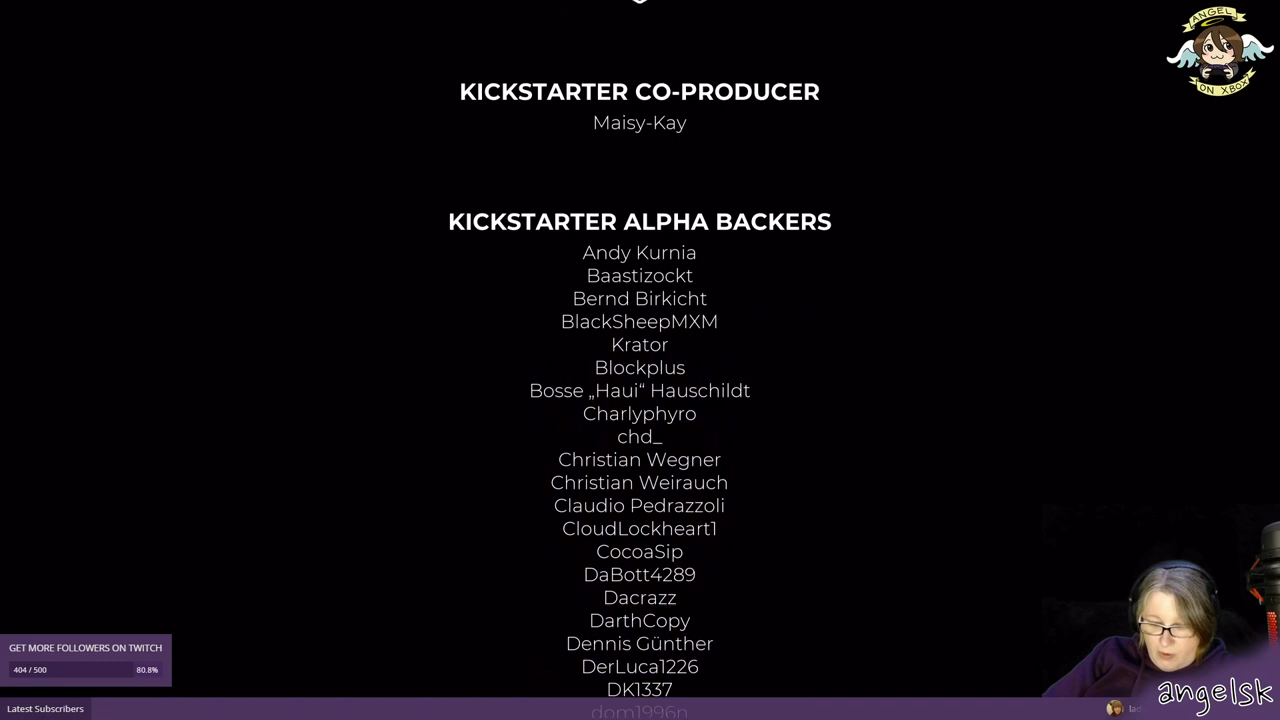 ANGEL
ON XBOX
KICKSTARTER CO-PRODUCER
Maisy-Kay
KICKSTARTER ALPHA BACKERS
Andy Kurnia
Baastizockt
Bernd Birkicht
BlackSheepMXM
Krator
Blockplus
Bosse „Haui“ Hauschildt
Charlyphyro
chd_
Christian Wegner
Christian Weirauch
Claudio Pedrazzoli
CloudLockheart1
CocoaSip
DaBott4289
Dacrazz
DarthCopy
Dennis Günther
DerLuca1226
DK1337
dom1996n
GET MORE FOLLOWERS ON TWITCH
404 / 500 80.8%
angelsk
Latest Subscribers